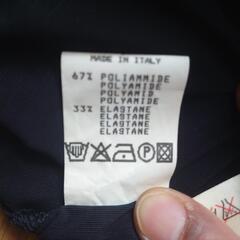 MADE IN ITALY
67% POLIAMMIDE
POLYAMID
POLYAMIDE
POLYAMIDE
33% ELASTANE
ELASTANE
ELASTANE
ELASTANE